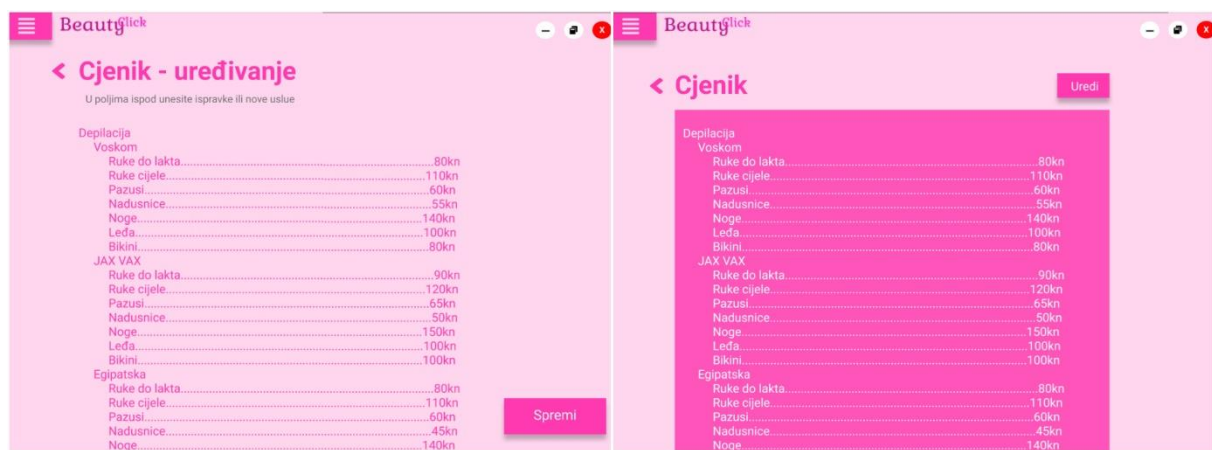 BeautyClick
X
Cjenik - uređivanje
U poljima ispod unesite ispravke ili nove uslue
Depilacija
Voskom
Ruke do lakta 80kn
Ruke cijele 110kn
Pazusi 60kn
Nadusnice 55kn
Noge 140kn
Leđa 100kn
Bikini 80kn
JAX VAX
Ruke do lakta 90kn
Ruke cijele 120kn
Pazusi 65kn
Nadusnice 50kn
Noge 150kn
Leđa 100kn
Bikini 100kn
Egipatska
Ruke do lakta 80kn
Ruke cijele 110kn
Pazusi 60kn
Nadusnice 45kn
Noge 140kn
Spremi
BeautyClick
X
Cjenik
Uredi
Depilacija
Voskom
Ruke do lakta 80kn
Ruke cijele 110kn
Pazusi 60kn
Nadusnice 55kn
Noge 140kn
Leđa 100kn
Bikini 80kn
JAX VAX
Ruke do lakta 90kn
Ruke cijele 120kn
Pazusi 65kn
Nadusnice 50kn
Noge 150kn
Leđa 100kn
Bikini 100kn
Egipatska
Ruke do lakta 80kn
Ruke cijele 110kn
Pazusi 60kn
Nadusnice 45kn
Noge 140kn